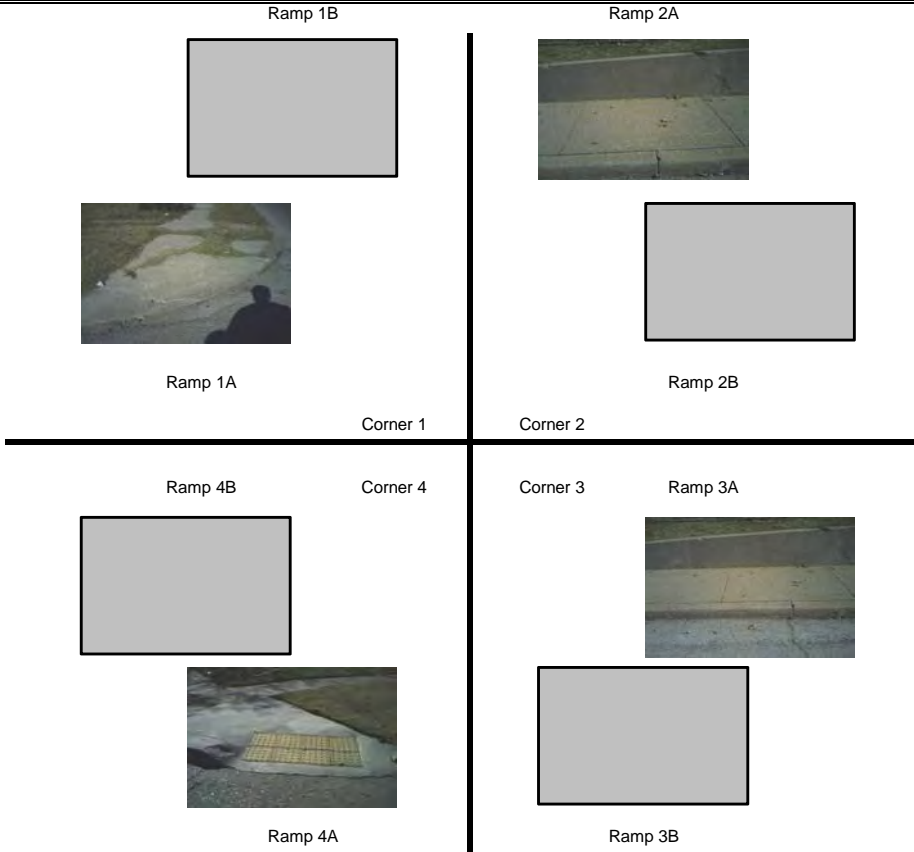 Ramp 1B
Ramp 2A
Ramp 1A
Ramp 2B
Corner 1
Corner 2
Ramp 4B
Corner 4
Corner 3
Ramp 3A
Ramp 4A
Ramp 3B